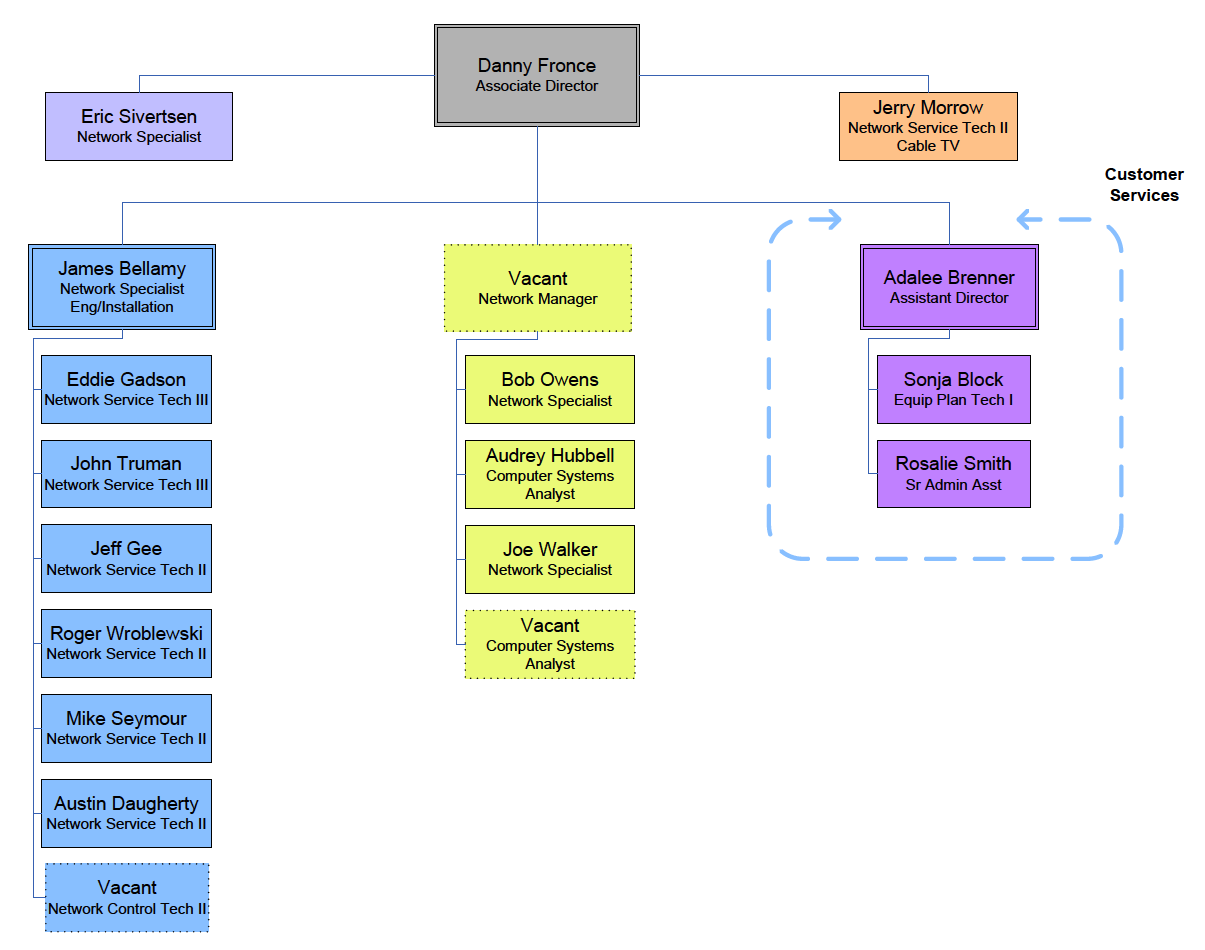 Danny Fronce
Associate Director
Eric Sivertsen
Network Specialist
Jerry Morrow
Network Service Tech II
Cable TV
Customer
Services
James Bellamy
Network Specialist
Eng/Installation
Vacant
Network Manager
Adalee Brenner
Assistant Director
Eddie Gadson
Network Service Tech III
John Truman
Network Service Tech III
Jeff Gee
Network Service Tech II
Roger Wroblewski
Network Service Tech II
Mike Seymour
Network Service Tech II
Austin Daugherty
Network Service Tech II
Vacant
Network Control Tech II
Bob Owens
Network Specialist
Audrey Hubbell
Computer Systems
Analyst
Joe Walker
Network Specialist
Vacant
Computer Systems
Analyst
Sonja Block
Equip Plan Tech I
Rosalie Smith
Sr Admin Asst